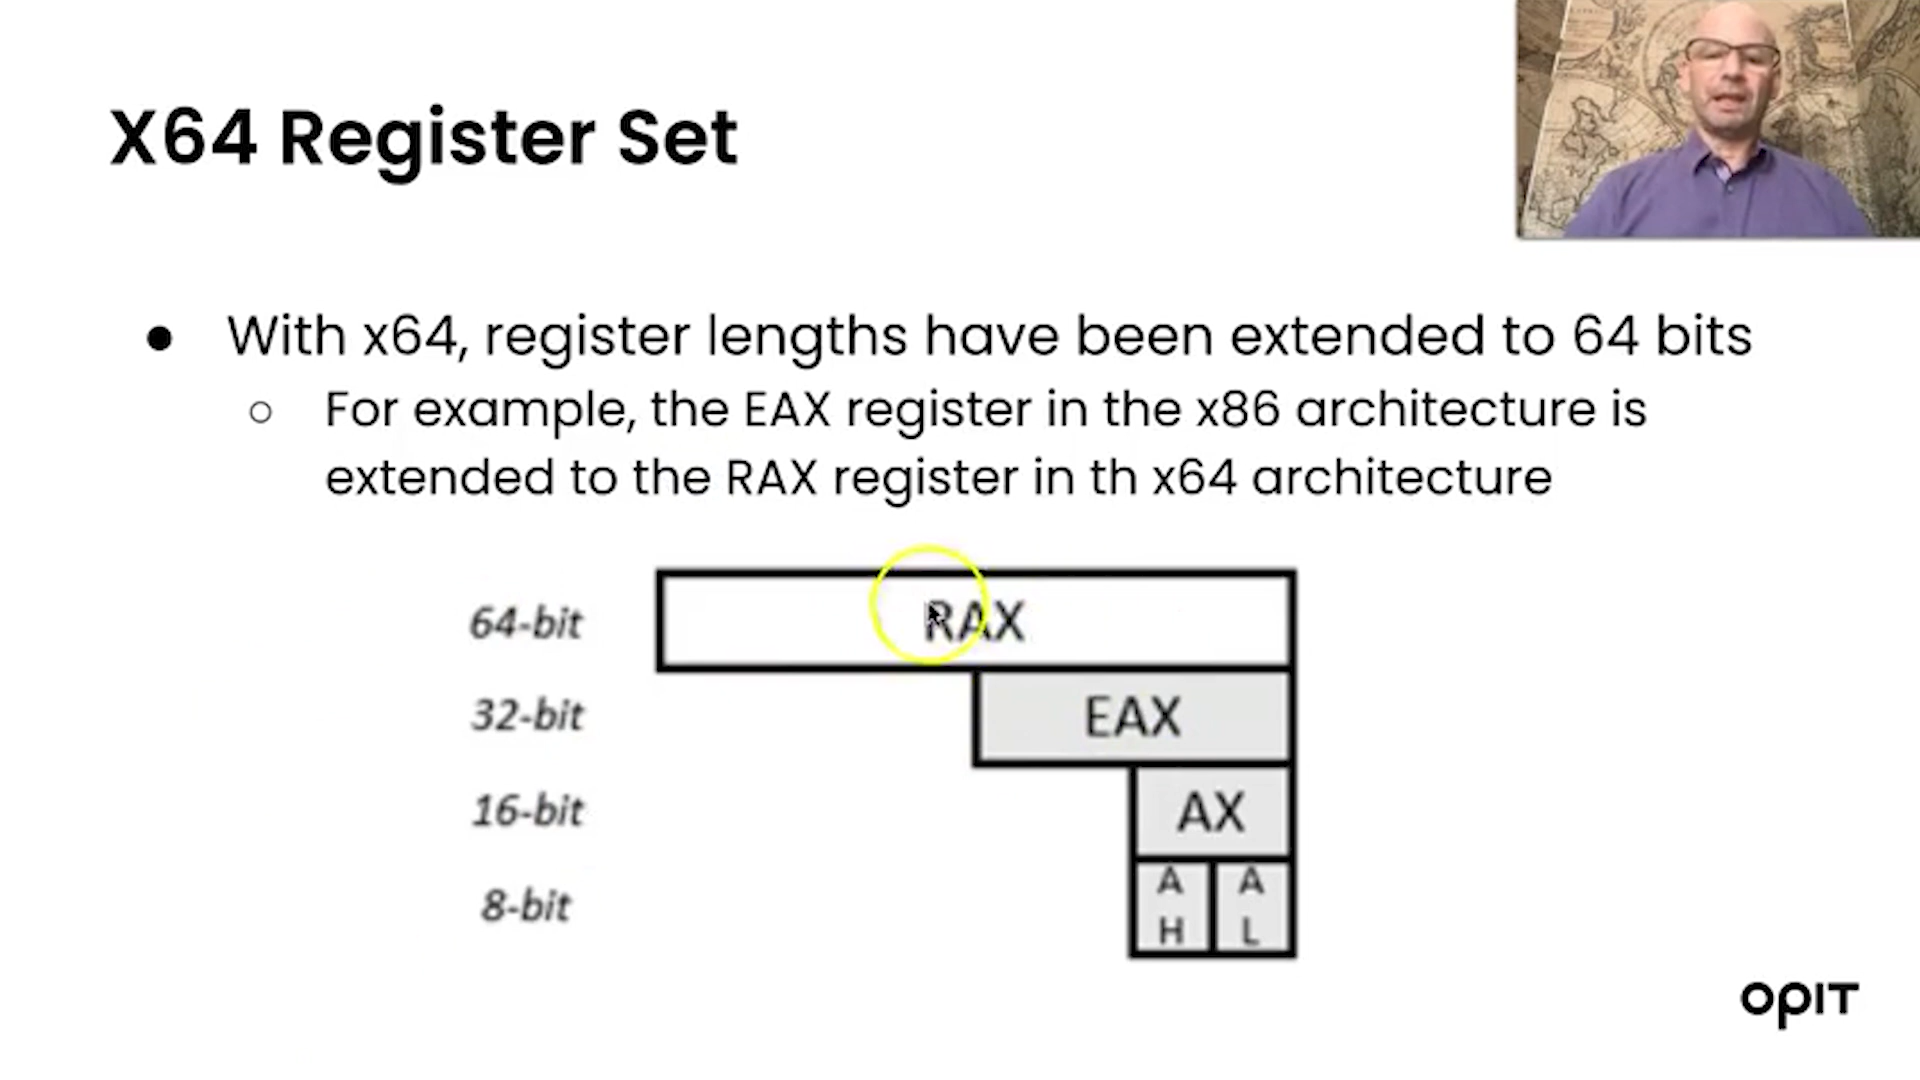 X64 Register Set
● With x64, register lengths have been extended to 64 bits
○ For example, the EAX register in the x86 architecture is
extended to the RAX register in th x64 architecture
64-bit RAX
32-bit EAX
16-bit AX
8-bit AH AL
OPIT